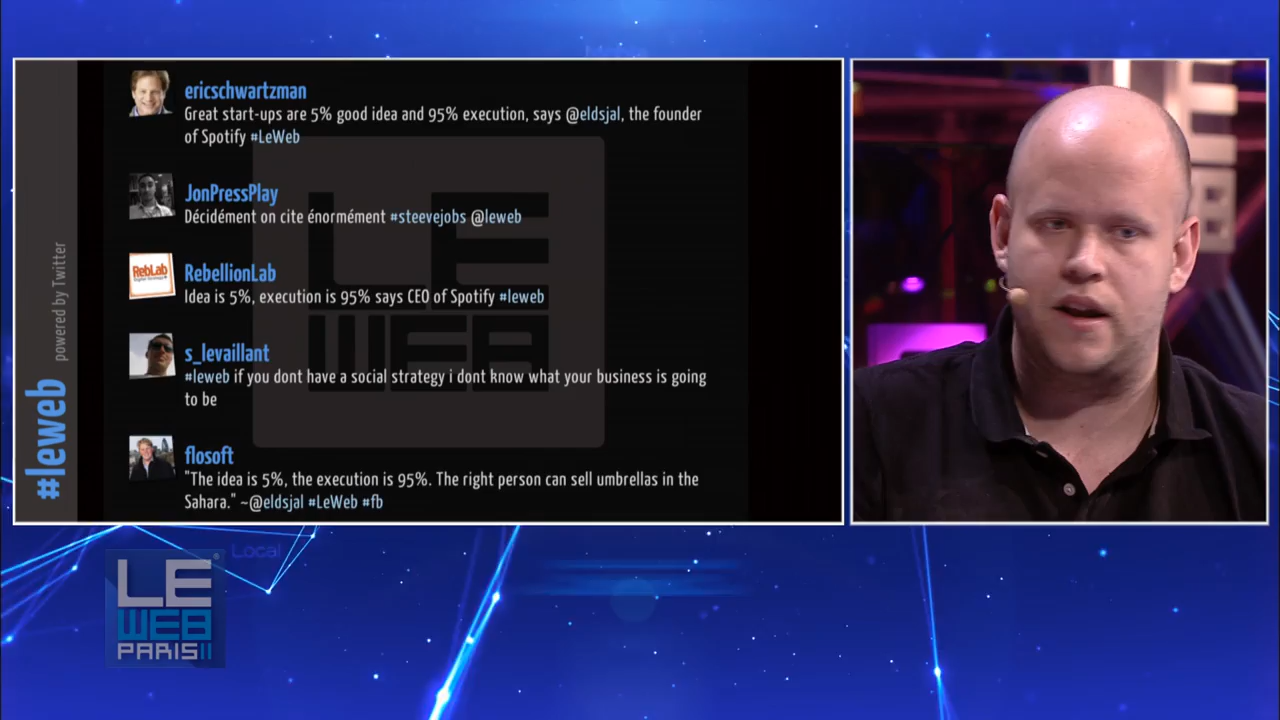 ericschwartzman
Great start-ups are 5% good idea and 95% execution, says @eldsjal, the founder
of Spotify #LeWeb
JonPressPlay
Décidément on cite énormément #steevejobs @leweb
RebLab
RebellionLab
Idea is 5%, execution is 95% says CEO of Spotify #leweb
s_levaillant
#leweb if you dont have a social strategy i dont know what your business is going
to be
flosoft
"The idea is 5%, the execution is 95%. The right person can sell umbrellas in the
Sahara." ~@eldsjal #LeWeb #fb
#leweb powered by Twitter
LE
WEB
Local
LE
WEB
PARIS11